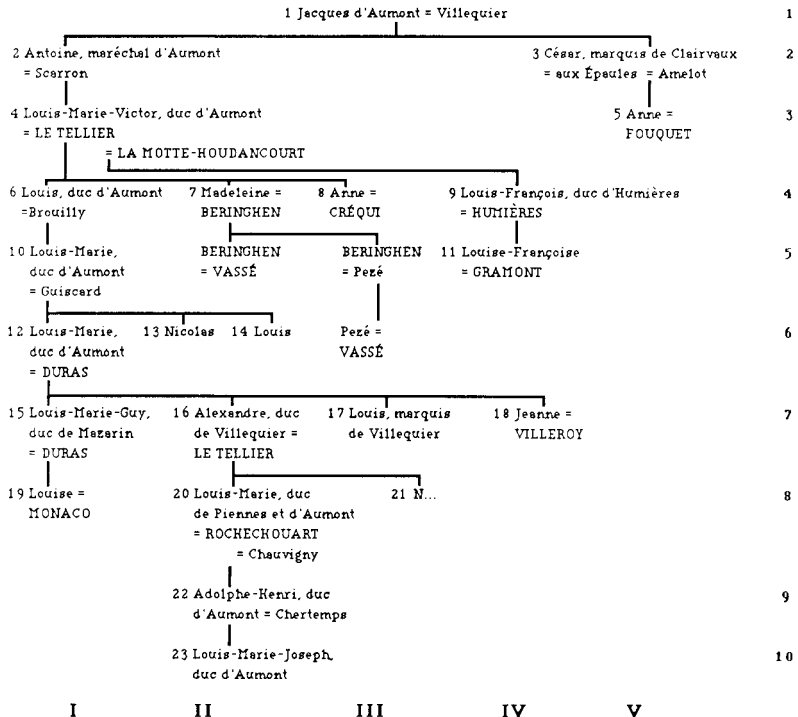 1 Jacques d'Aumont = Villequier 1
2 Antoine, maréchal d'Aumont 3 César, marquis de Clairvaux 2
= Scarron = aux Épaules = Amelot
4 Louis-Marie-Victor, duc d'Aumont 5 Anne = 3
= LE TELLIER FOUQUET
= LA MOTTE-HOUDANCOURT
6 Louis, duc d'Aumont 7 Madeleine = 8 Anne = 9 Louis-François, duc d'Humières 4
=Brouilly BERINGHEN CRÉQUI = HUMIÈRES
10 Louis-Marie, BERINGHEN BERINGHEN 11 Louise-Françoise 5
duc d'Aumont = VASSÉ = Pezé = GRAMONT
= Guiscard
12 Louis-Marie, 13 Nicolas 14 Louis Pezé = 6
duc d'Aumont VASSÉ
= DURAS
15 Louis-Marie-Guy, 16 Alexandre, duc 17 Louis, marquis 18 Jeanne = 7
duc de Mazarin de Villequier = de Villequier VILLEROY
= DURAS LE TELLIER
19 Louise = 20 Louis-Marie, duc 21 N... 8
MONACO de Piennes et d'Aumont
= ROCHECHOUART
= Chauvigny
22 Adolphe-Henri, duc 9
d'Aumont = Chertemps
23 Louis-Marie-Joseph, 10
duc d'Aumont
I II III IV V